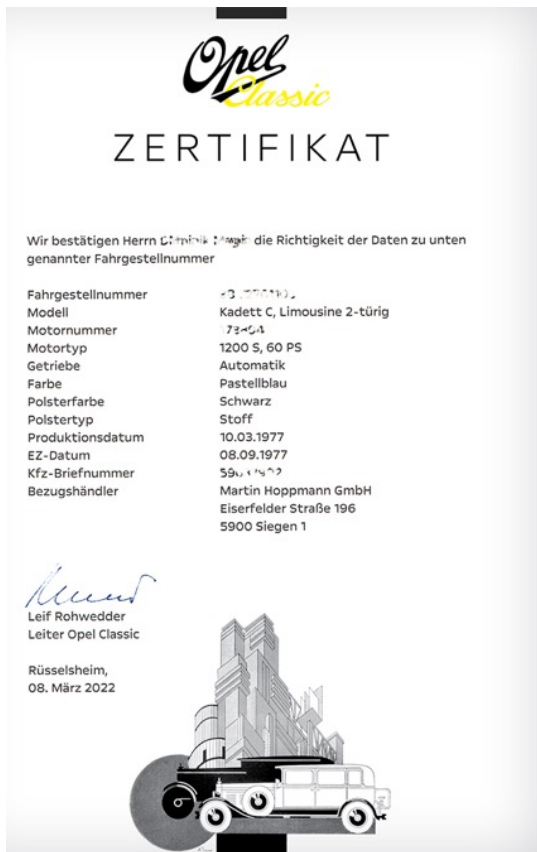 Opel
Classic
ZERTIFIKAT
Wir bestätigen Herrn die Richtigkeit der Daten zu unten
genannter Fahrgestellnummer
Fahrgestellnummer
Modell Kadett C, Limousine 2-türig
Motornummer
Motortyp 1200 S, 60 PS
Getriebe Automatik
Farbe Pastellblau
Polsterfarbe Schwarz
Polstertyp Stoff
Produktionsdatum 10.03.1977
EZ-Datum 08.09.1977
Kfz-Briefnummer
Bezugshändler Martin Hoppmann GmbH
Eiserfelder Straße 196
5900 Siegen 1
Leif Rohwedder
Leiter Opel Classic
Rüsselsheim,
08. März 2022